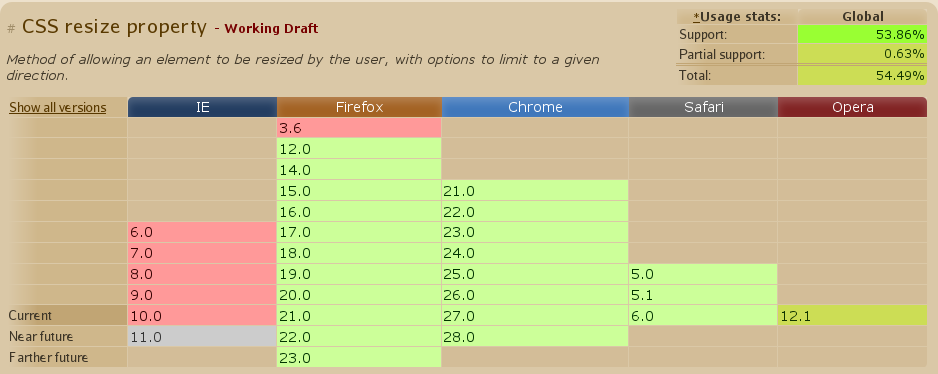 # CSS resize property - Working Draft
Method of allowing an element to be resized by the user, with options to limit to a given
direction.
*Usage stats: Global
Support: 53.86%
Partial support: 0.63%
Total: 54.49%
Show all versions IE Firefox Chrome Safari Opera
3.6
12.0
14.0
15.0 21.0
16.0 22.0
6.0 17.0 23.0
7.0 18.0 24.0
8.0 19.0 25.0 5.0
9.0 20.0 26.0 5.1
Current 10.0 21.0 27.0 6.0 12.1
Near future 11.0 22.0 28.0
Farther future 23.0